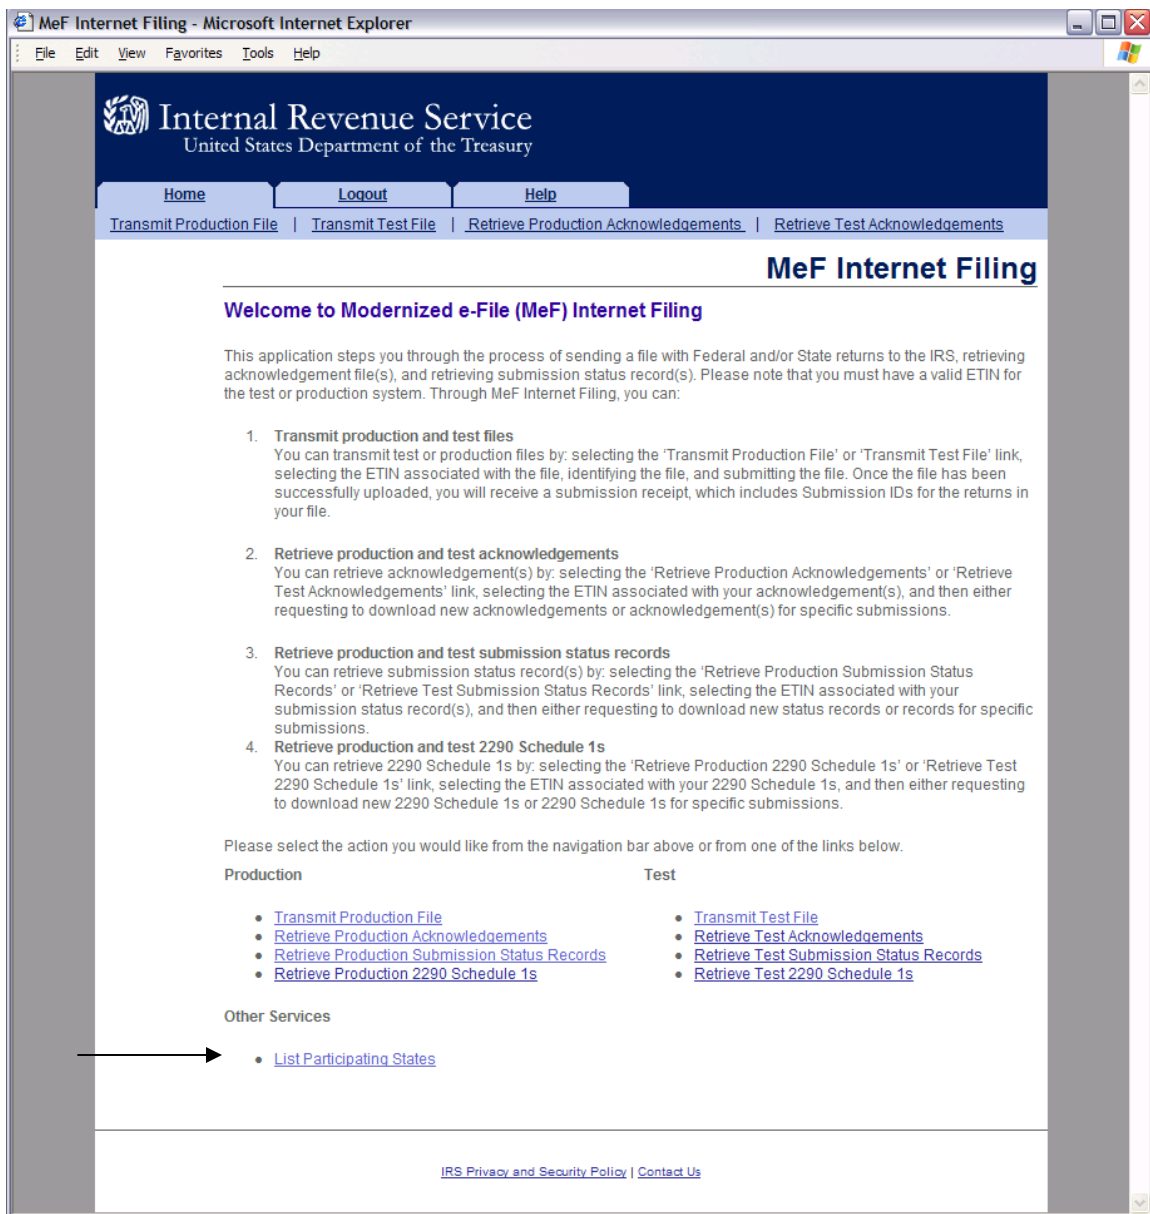 MeF Internet Filing - Microsoft Internet Explorer
File Edit View Favorites Tools Help
Internal Revenue Service
United States Department of the Treasury
Home Logout Help
Transmit Production File | Transmit Test File | Retrieve Production Acknowledgements | Retrieve Test Acknowledgements
MeF Internet Filing
Welcome to Modernized e-File (MeF) Internet Filing
This application steps you through the process of sending a file with Federal and/or State returns to the IRS, retrieving
acknowledgement file(s), and retrieving submission status record(s). Please note that you must have a valid ETIN for
the test or production system. Through MeF Internet Filing, you can:
1. Transmit production and test files
You can transmit test or production files by: selecting the 'Transmit Production File' or 'Transmit Test File' link,
selecting the ETIN associated with the file, identifying the file, and submitting the file. Once the file has been
successfully uploaded, you will receive a submission receipt, which includes Submission IDs for the returns in
your file.
2. Retrieve production and test acknowledgements
You can retrieve acknowledgement(s) by: selecting the 'Retrieve Production Acknowledgements' or 'Retrieve
Test Acknowledgements' link, selecting the ETIN associated with your acknowledgement(s), and then either
requesting to download new acknowledgements or acknowledgement(s) for specific submissions.
3. Retrieve production and test submission status records
You can retrieve submission status record(s) by: selecting the 'Retrieve Production Submission Status
Records' or 'Retrieve Test Submission Status Records' link, selecting the ETIN associated with your
submission status record(s), and then either requesting to download new status records or records for specific
submissions.
4. Retrieve production and test 2290 Schedule 1s
You can retrieve 2290 Schedule 1s by: selecting the 'Retrieve Production 2290 Schedule 1s' or 'Retrieve Test
2290 Schedule 1s' link, selecting the ETIN associated with your 2290 Schedule 1s, and then either requesting
to download new 2290 Schedule 1s or 2290 Schedule 1s for specific submissions.
Please select the action you would like from the navigation bar above or from one of the links below.
Production Test
• Transmit Production File • Transmit Test File
• Retrieve Production Acknowledgements • Retrieve Test Acknowledgements
• Retrieve Production Submission Status Records • Retrieve Test Submission Status Records
• Retrieve Production 2290 Schedule 1s • Retrieve Test 2290 Schedule 1s
Other Services
• List Participating States
IRS Privacy and Security Policy | Contact Us